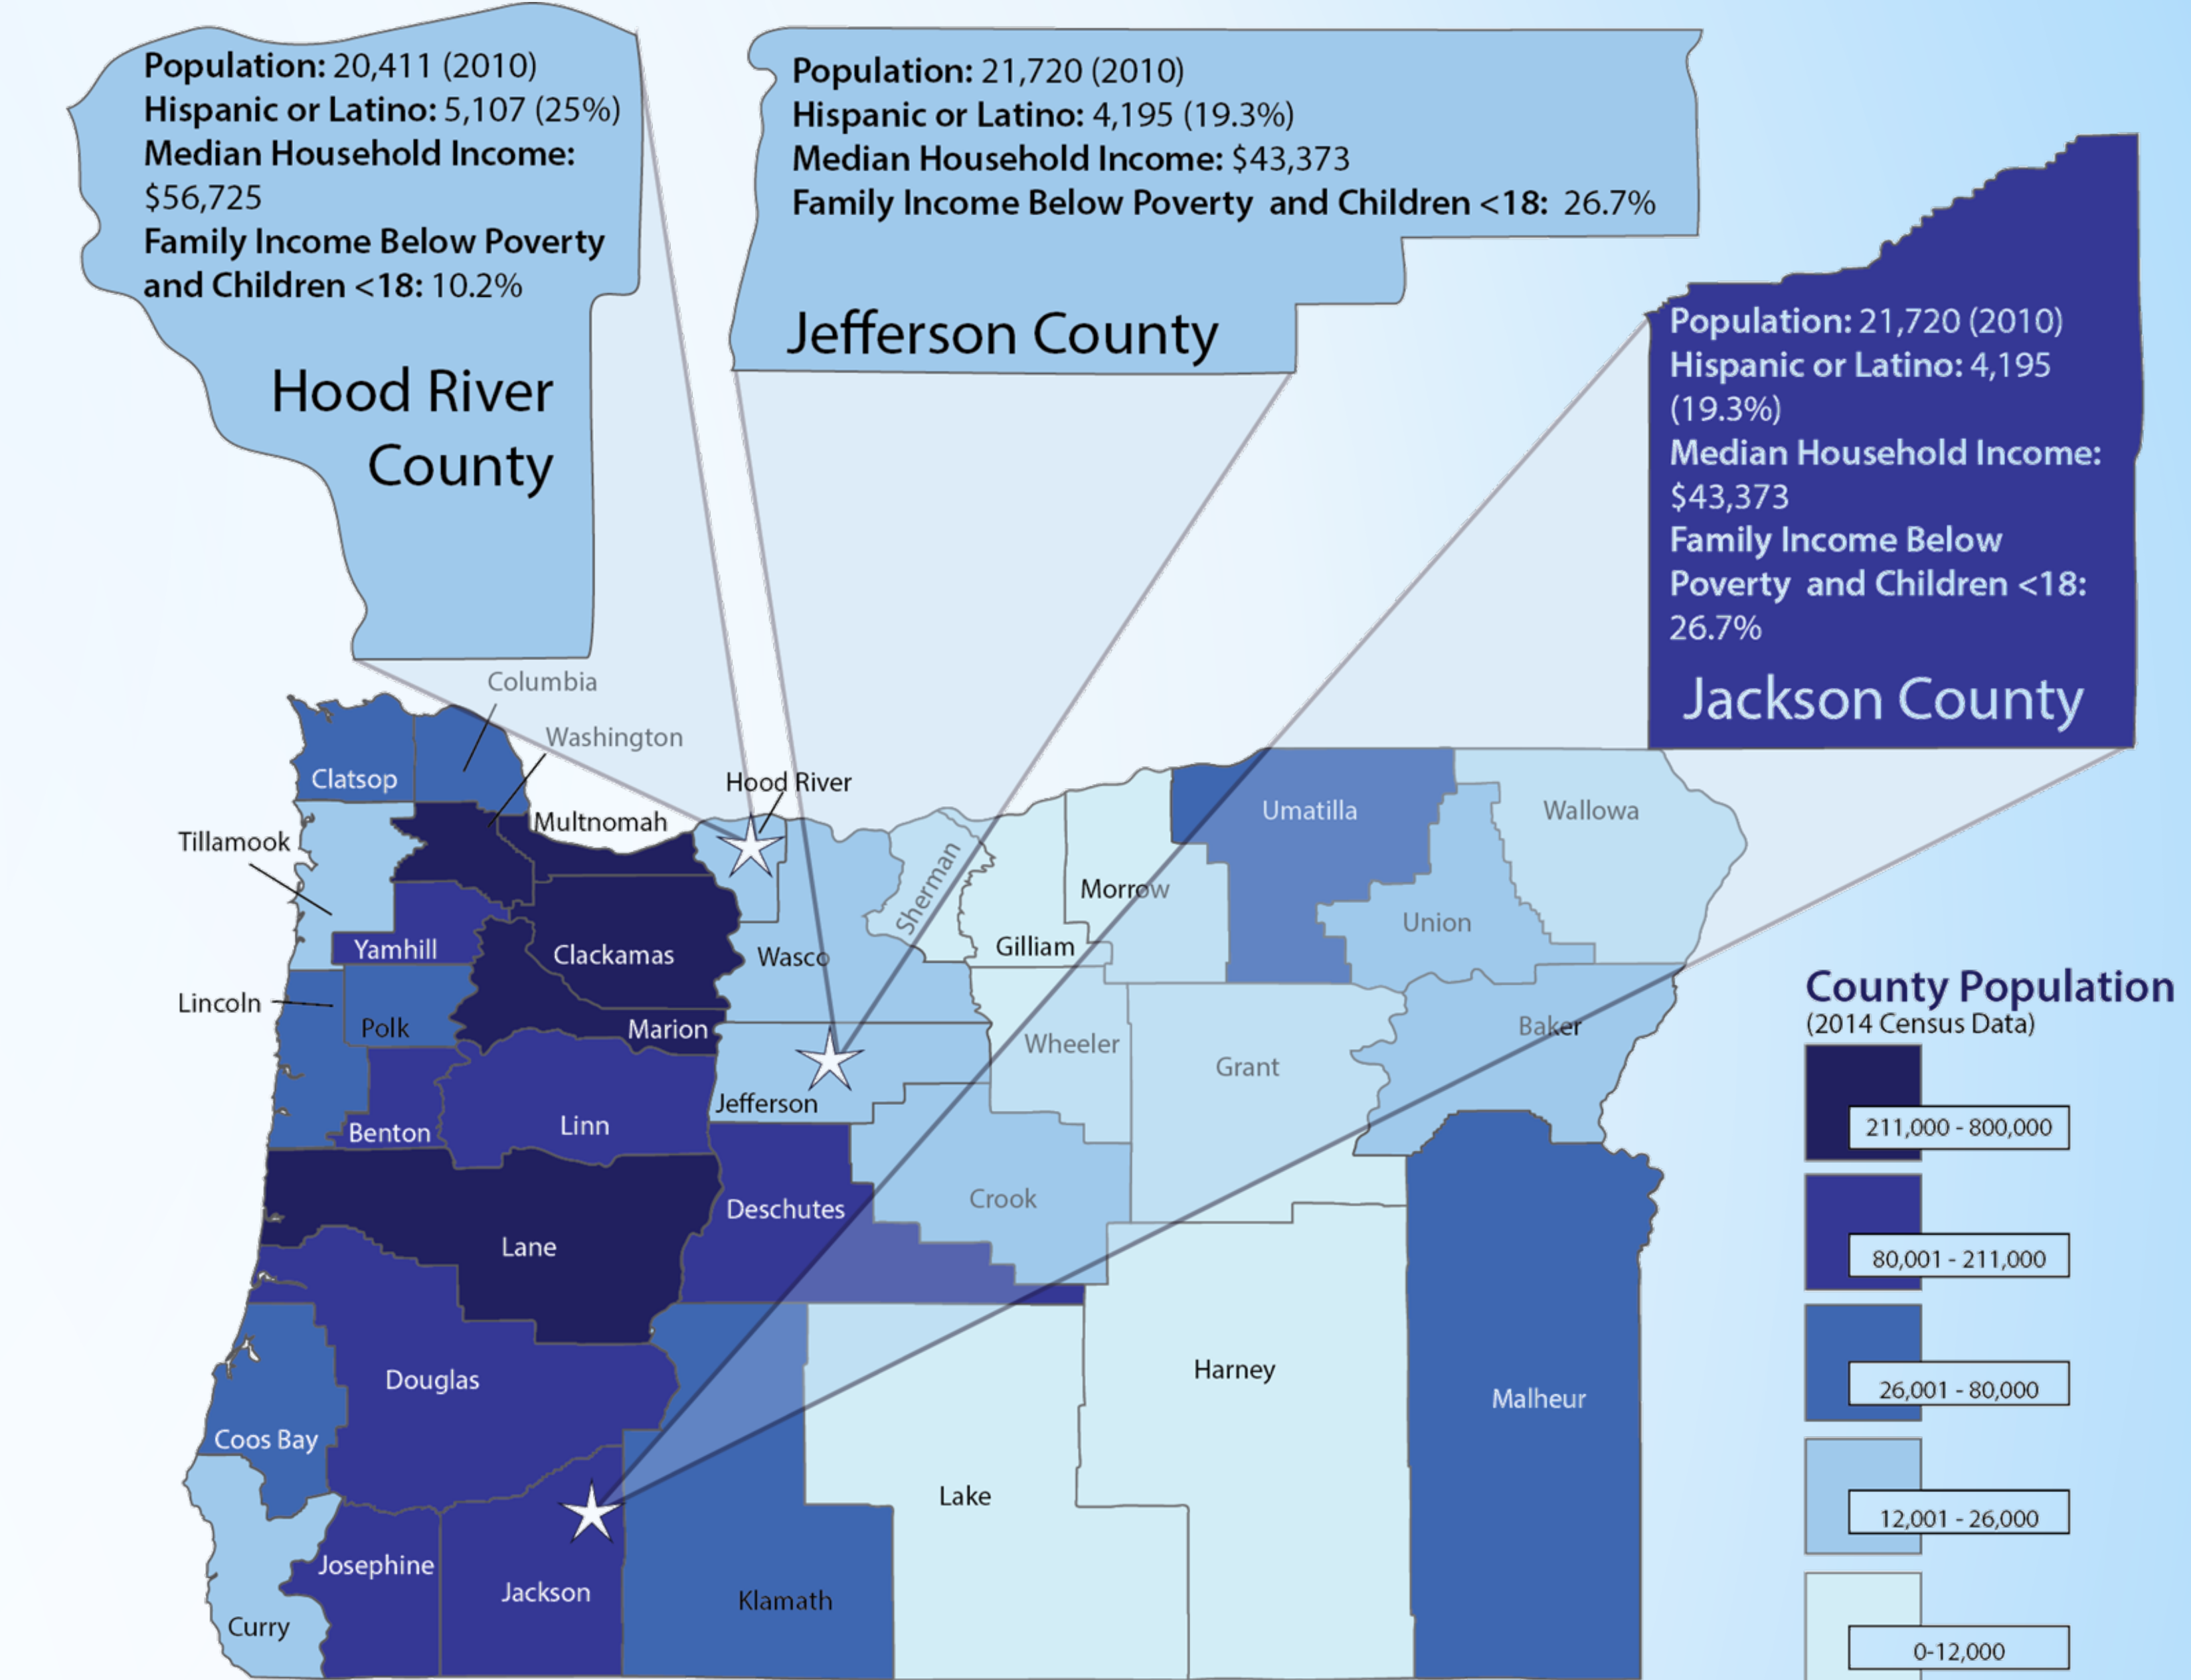 Population: 20,411 (2010)
Hispanic or Latino: 5,107 (25%)
Median Household Income:
$56,725
Family Income Below Poverty
and Children <18: 10.2%
Hood River
County
Population: 21,720 (2010)
Hispanic or Latino: 4,195 (19.3%)
Median Household Income: $43,373
Family Income Below Poverty and Children <18: 26.7%
Jefferson County
Population: 21,720 (2010)
Hispanic or Latino: 4,195
(19.3%)
Median Household Income:
$43,373
Family Income Below
Poverty and Children <18:
26.7%
Jackson County
Columbia
Washington
Clatsop
Hood River
Multnomah
Tillamook
Umatilla
Wallowa
Sherman
Morrow
Union
Yamhill
Clackamas
Wasco
Gilliam
Lincoln
Polk
Marion
Wheeler
Grant
Baker
Jefferson
Benton
Linn
Deschutes
Crook
Lane
Douglas
Harney
Malheur
Coos Bay
Lake
Josephine
Jackson
Klamath
Curry
County Population
(2014 Census Data)
211,000 - 800,000
80,001 - 211,000
26,001 - 80,000
12,001 - 26,000
0-12,000